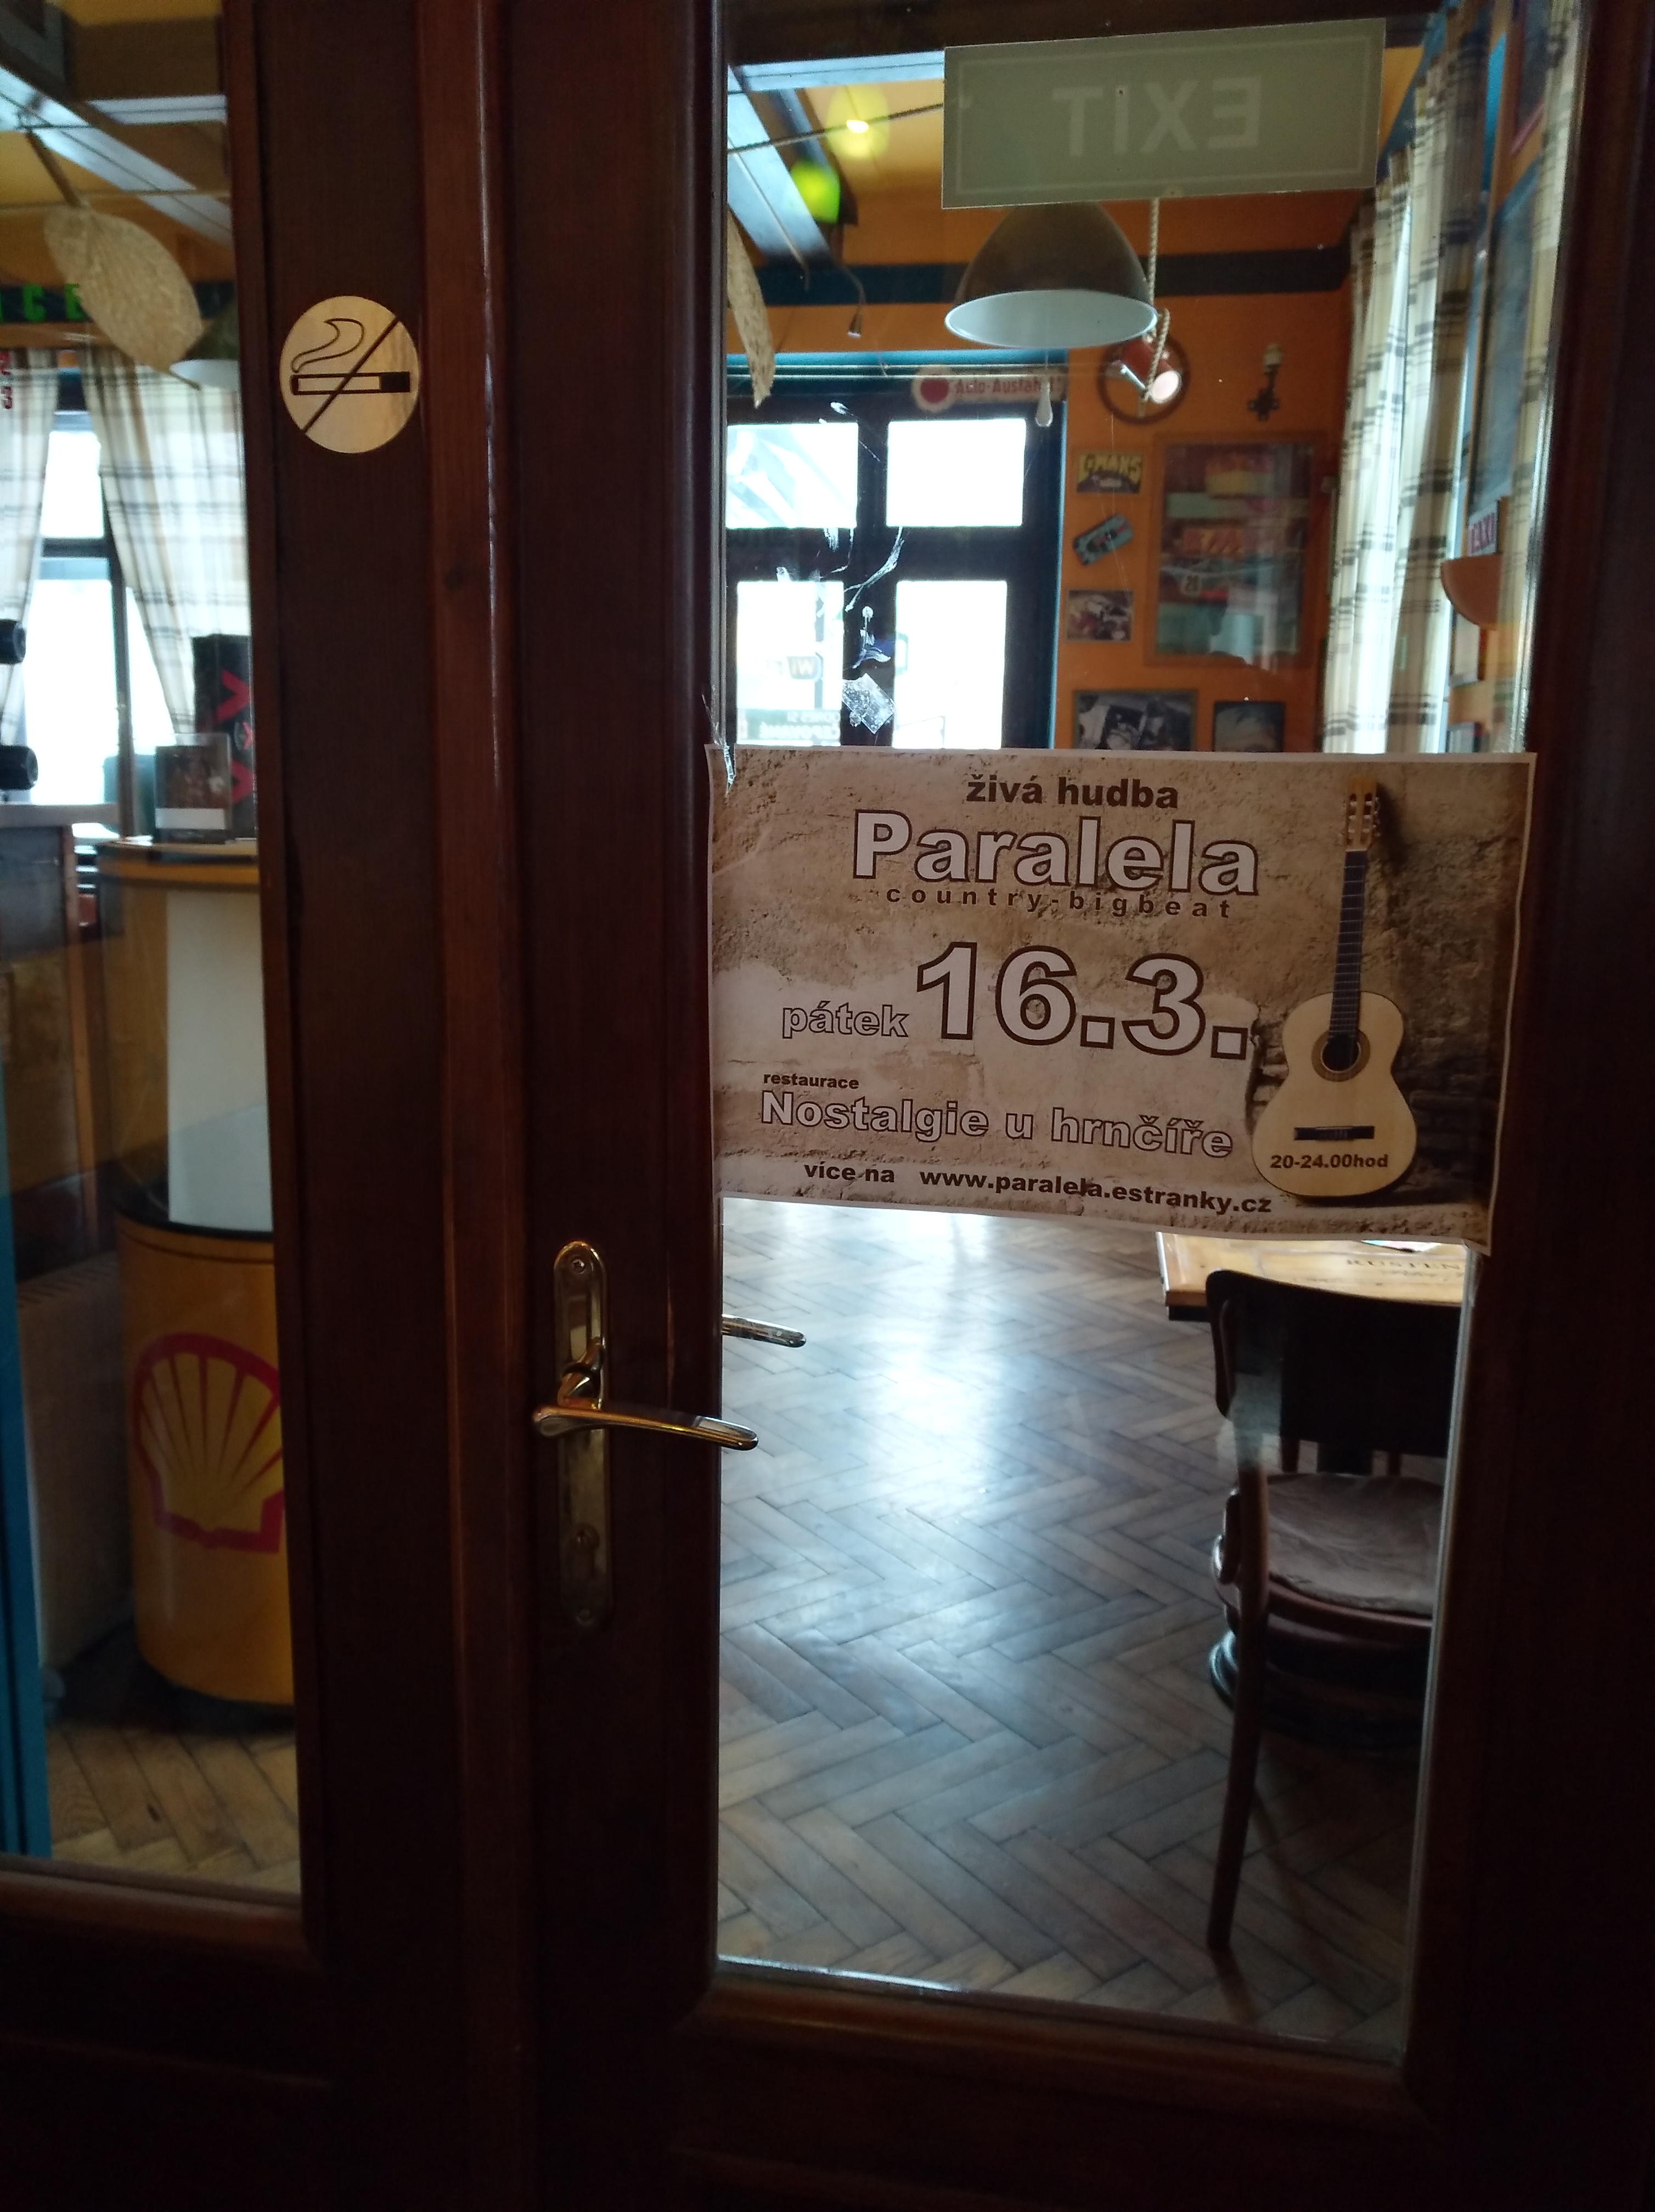 EXIT
živá hudba
Paralela
country-bigbeat
pátek 16.3.
restaurace
Nostalgie u hrnčíře
20-24.00hod
více na www.paralela.estranky.cz
TAXI